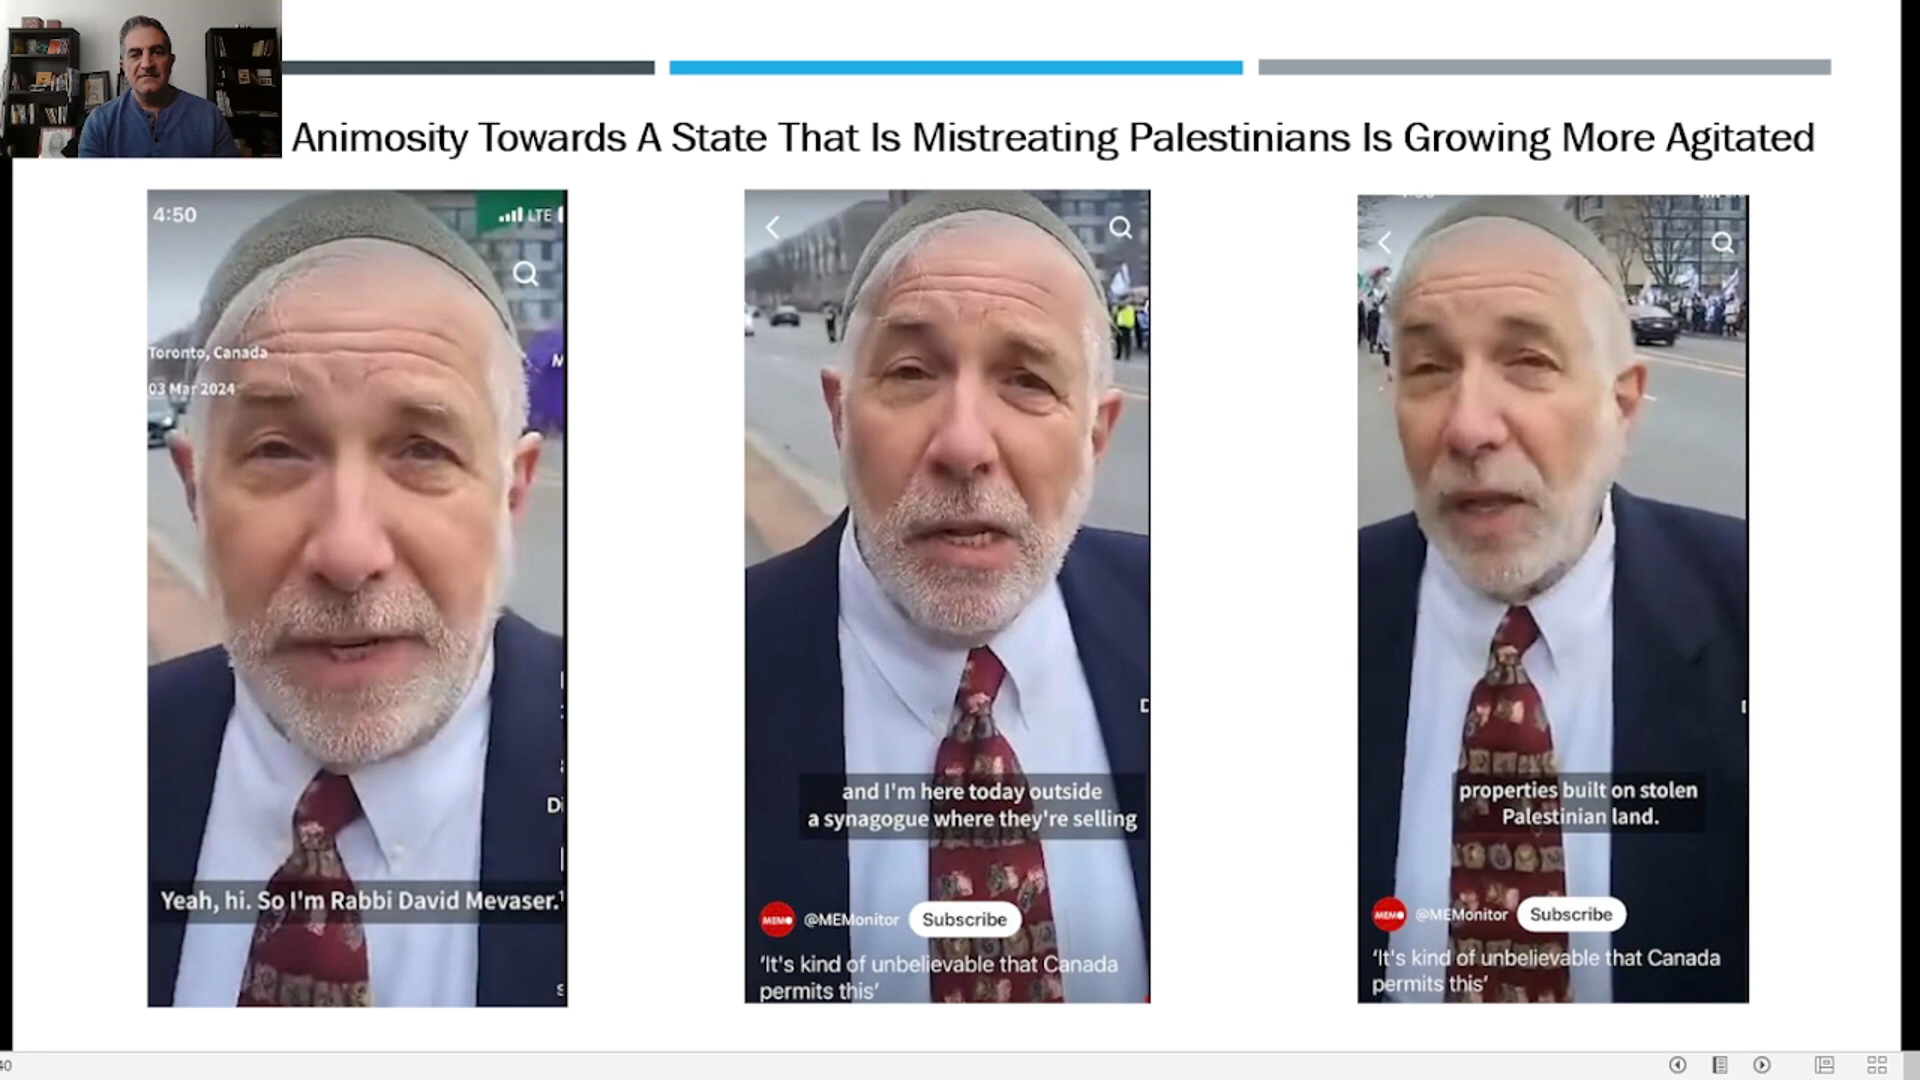 Animosity Towards A State That Is Mistreating Palestinians Is Growing More Agitated
4:50
LTE
Toronto, Canada
03 Mar 2024
Yeah, hi. So I'm Rabbi David Mevaser.
and I'm here today outside
a synagogue where they're selling
MEMO @MEMonitor Subscribe
'It's kind of unbelievable that Canada
permits this'
properties built on stolen
Palestinian land.
MEMO @MEMonitor Subscribe
'It's kind of unbelievable that Canada
permits this'